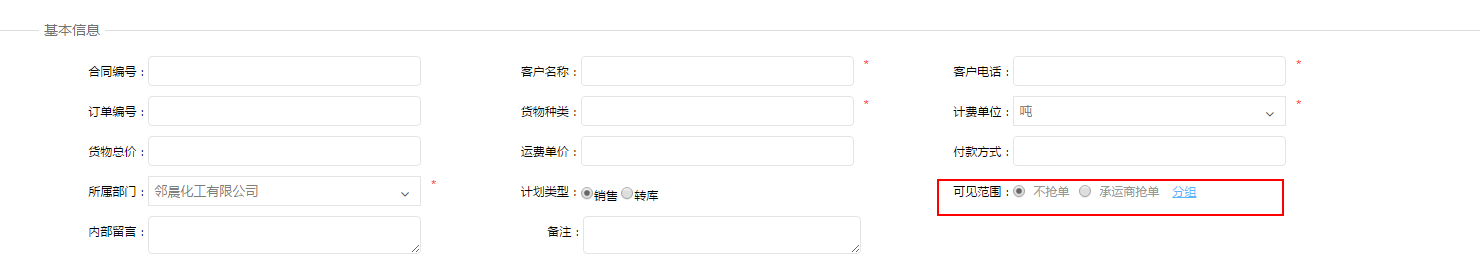 基本信息
合同编号： 客户名称： * 客户电话： *
订单编号： 货物种类： * 计费单位： 吨 *
货物总价： 运费单价： 付款方式：
所属部门： 邻晨化工有限公司 * 计划类型： 销售 转库 可见范围： 不抢单 承运商抢单 分组
内部留言： 备注：